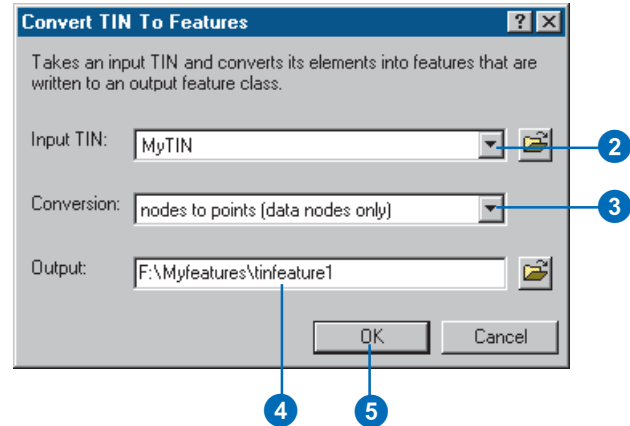 Convert TIN To Features
Takes an input TIN and converts its elements into features that are
written to an output feature class.
Input TIN: MyTIN
2
Conversion: nodes to points (data nodes only)
3
Output: F:\Myfeatures\tinfeature1
OK Cancel
4 5